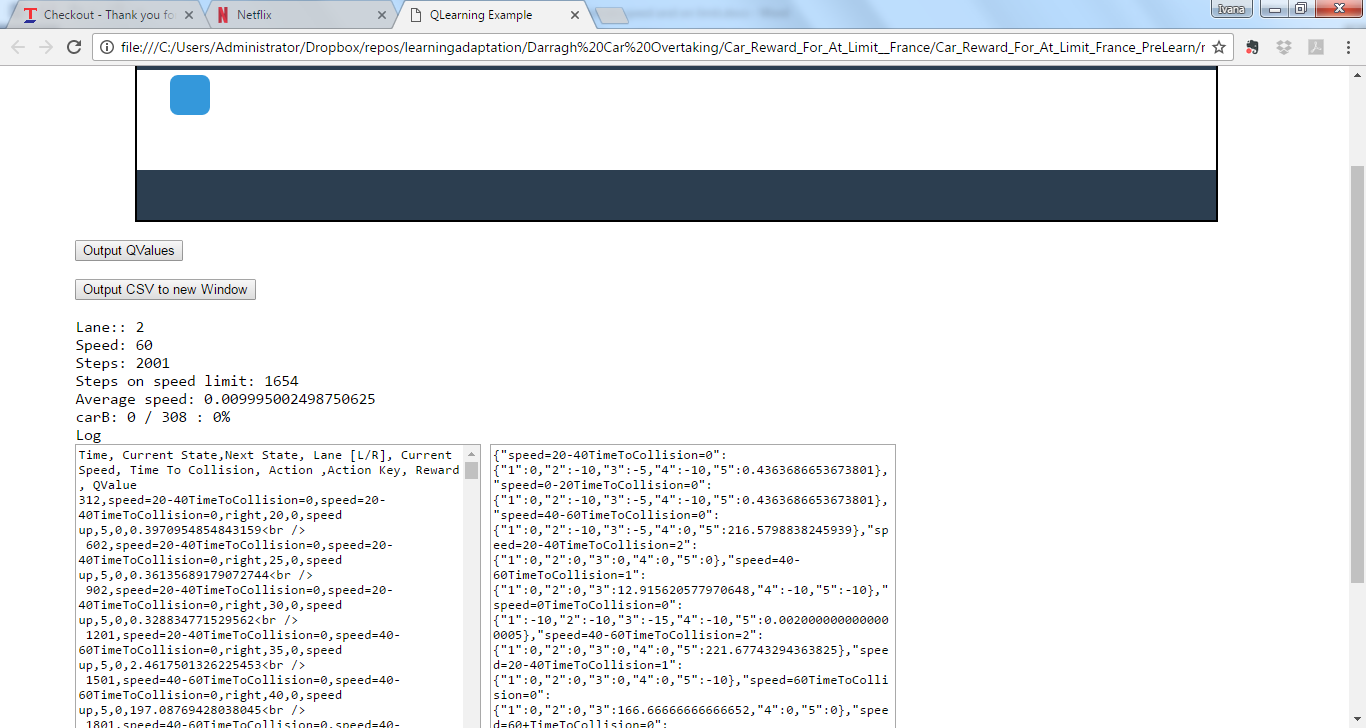 Checkout - Thank you fo
Netflix
QLearning Example
Ivana
file:///C:/Users/Administrator/Dropbox/repos/learningadaptation/Darragh%20Car%20Overtaking/Car_Reward_For_At_Limit__France/Car_Reward_For_At_Limit_France_PreLearn/r
Output QValues
Output CSV to new Window
Lane:: 2
Speed: 60
Steps: 2001
Steps on speed limit: 1654
Average speed: 0.009995002498750625
carB: 0 / 308 : 0%
Log
Time, Current State,Next State, Lane [L/R], Current
Speed, Time To Collision, Action ,Action Key, Reward
, QValue
312,speed=20-40TimeToCollision=0,speed=20-
40TimeToCollision=0,right,20,0,speed
up,5,0,0.3970954854843159<br />
602,speed=20-40TimeToCollision=0,speed=20-
40TimeToCollision=0,right,25,0,speed
up,5,0,0.36135689179072744<br />
902,speed=20-40TimeToCollision=0,speed=20-
40TimeToCollision=0,right,30,0,speed
up,5,0,0.328834771529562<br />
1201,speed=20-40TimeToCollision=0,speed=40-
60TimeToCollision=0,right,35,0,speed
up,5,0,2.4617501326225453<br />
1501,speed=40-60TimeToCollision=0,speed=40-
60TimeToCollision=0,right,40,0,speed
up,5,0,197.08769428038045<br />
1801,speed=40-60TimeToCollision=0,speed=40-
{"speed=20-40TimeToCollision=0":
{"1":0,"2":-10,"3":-5,"4":-10,"5":0.4363686653673801},
"speed=0-20TimeToCollision=0":
{"1":0,"2":-10,"3":-5,"4":-10,"5":0.4363686653673801},
"speed=40-60TimeToCollision=0":
{"1":0,"2":-10,"3":-5,"4":0,"5":216.5798838245939},"sp
eed=20-40TimeToCollision=2":
{"1":0,"2":0,"3":0,"4":0,"5":0},"speed=40-
60TimeToCollision=1":
{"1":0,"2":0,"3":12.915620577970648,"4":-10,"5":-10},"
speed=0TimeToCollision=0":
{"1":-10,"2":-10,"3":-15,"4":-10,"5":0.002000000000000
0005},"speed=40-60TimeToCollision=2":
{"1":0,"2":0,"3":0,"4":0,"5":221.67743294363825},"spee
d=20-40TimeToCollision=1":
{"1":0,"2":0,"3":0,"4":0,"5":-10},"speed=60TimeToColli
sion=0":
{"1":0,"2":0,"3":166.66666666666652,"4":0,"5":0},"spee
d=60+TimeToCollision=0":